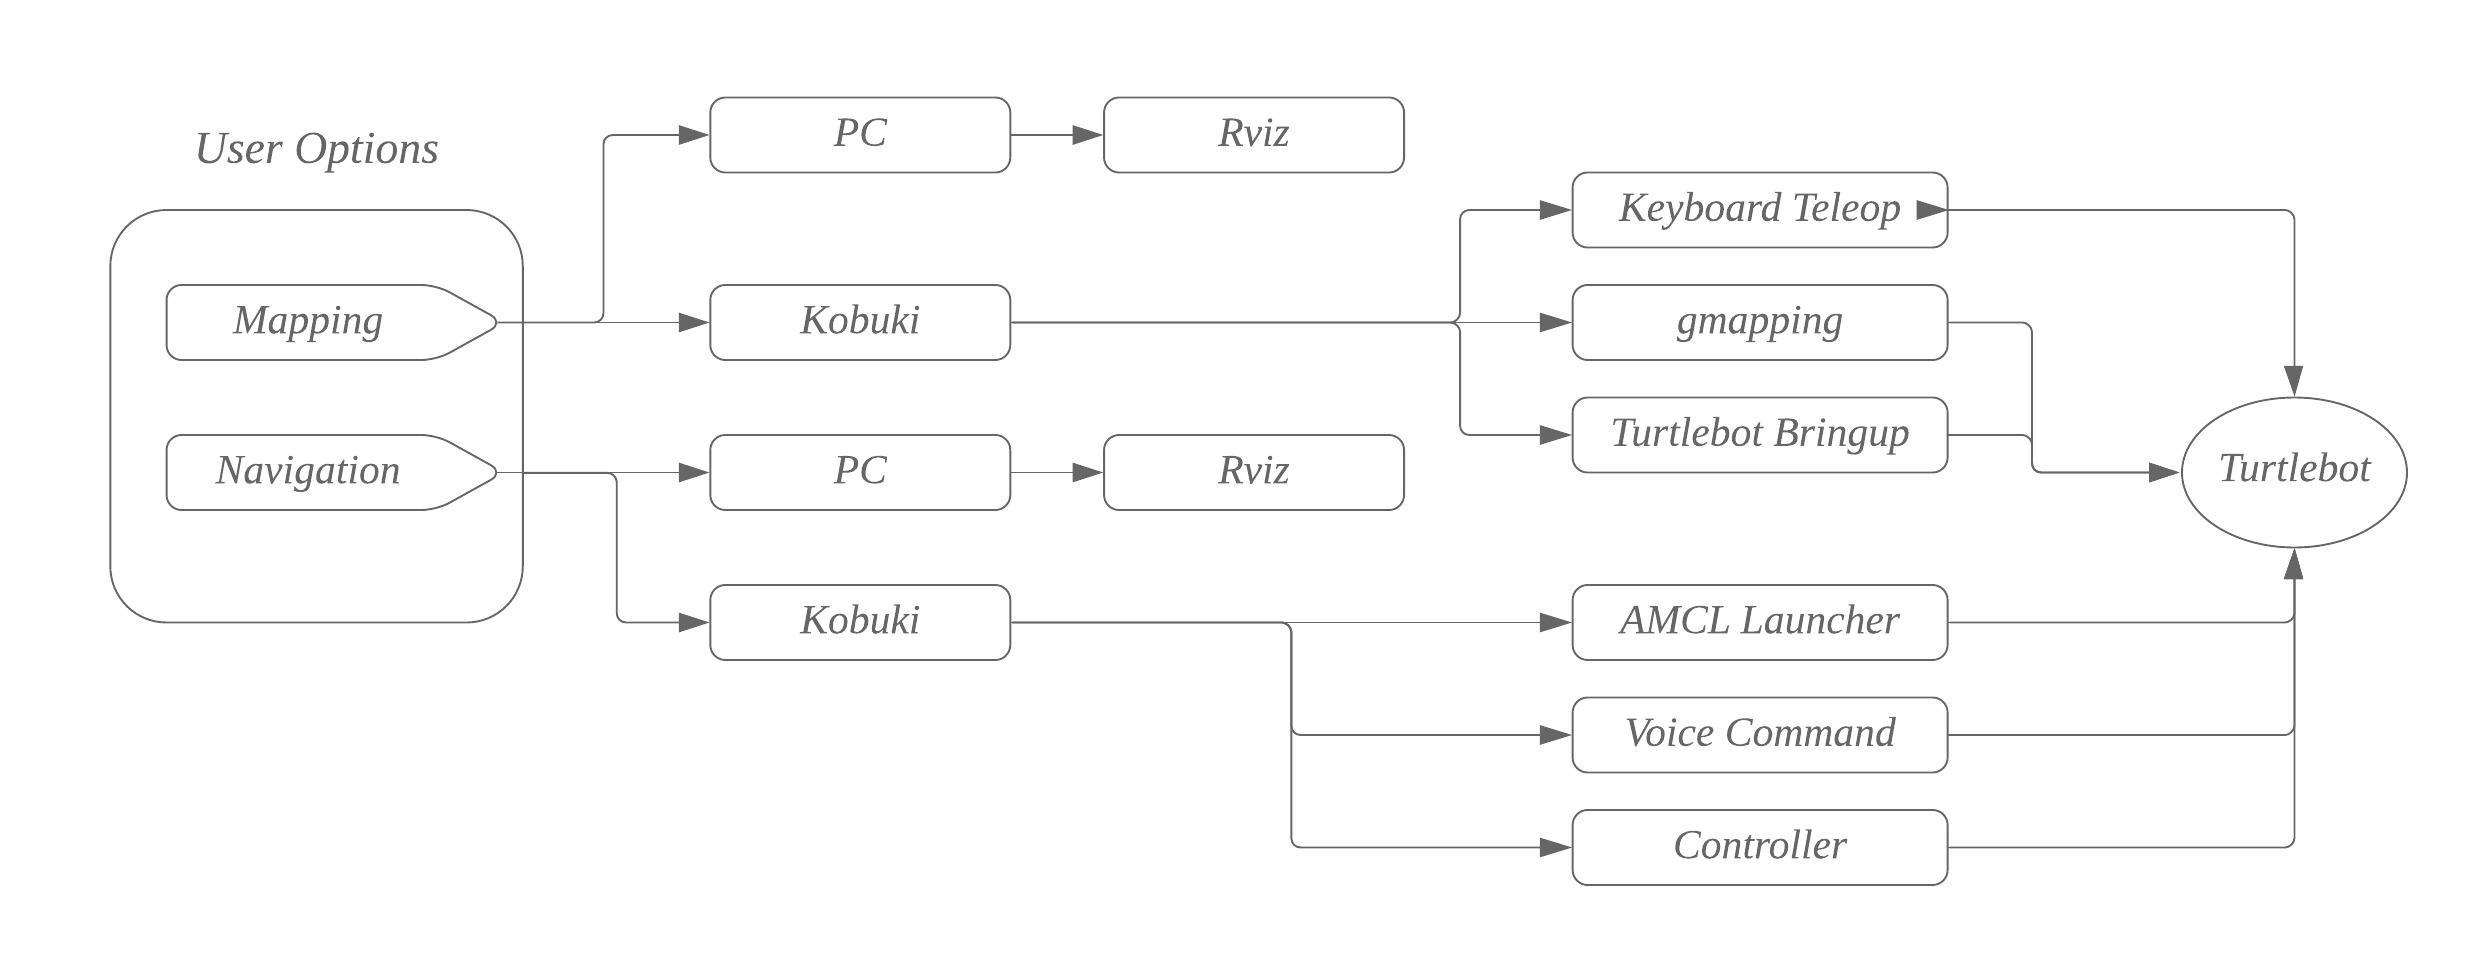 User Options
Mapping
Navigation
PC
Rviz
Kobuki
PC
Rviz
Kobuki
Keyboard Teleop
gmapping
Turtlebot Bringup
AMCL Launcher
Voice Command
Controller
Turtlebot